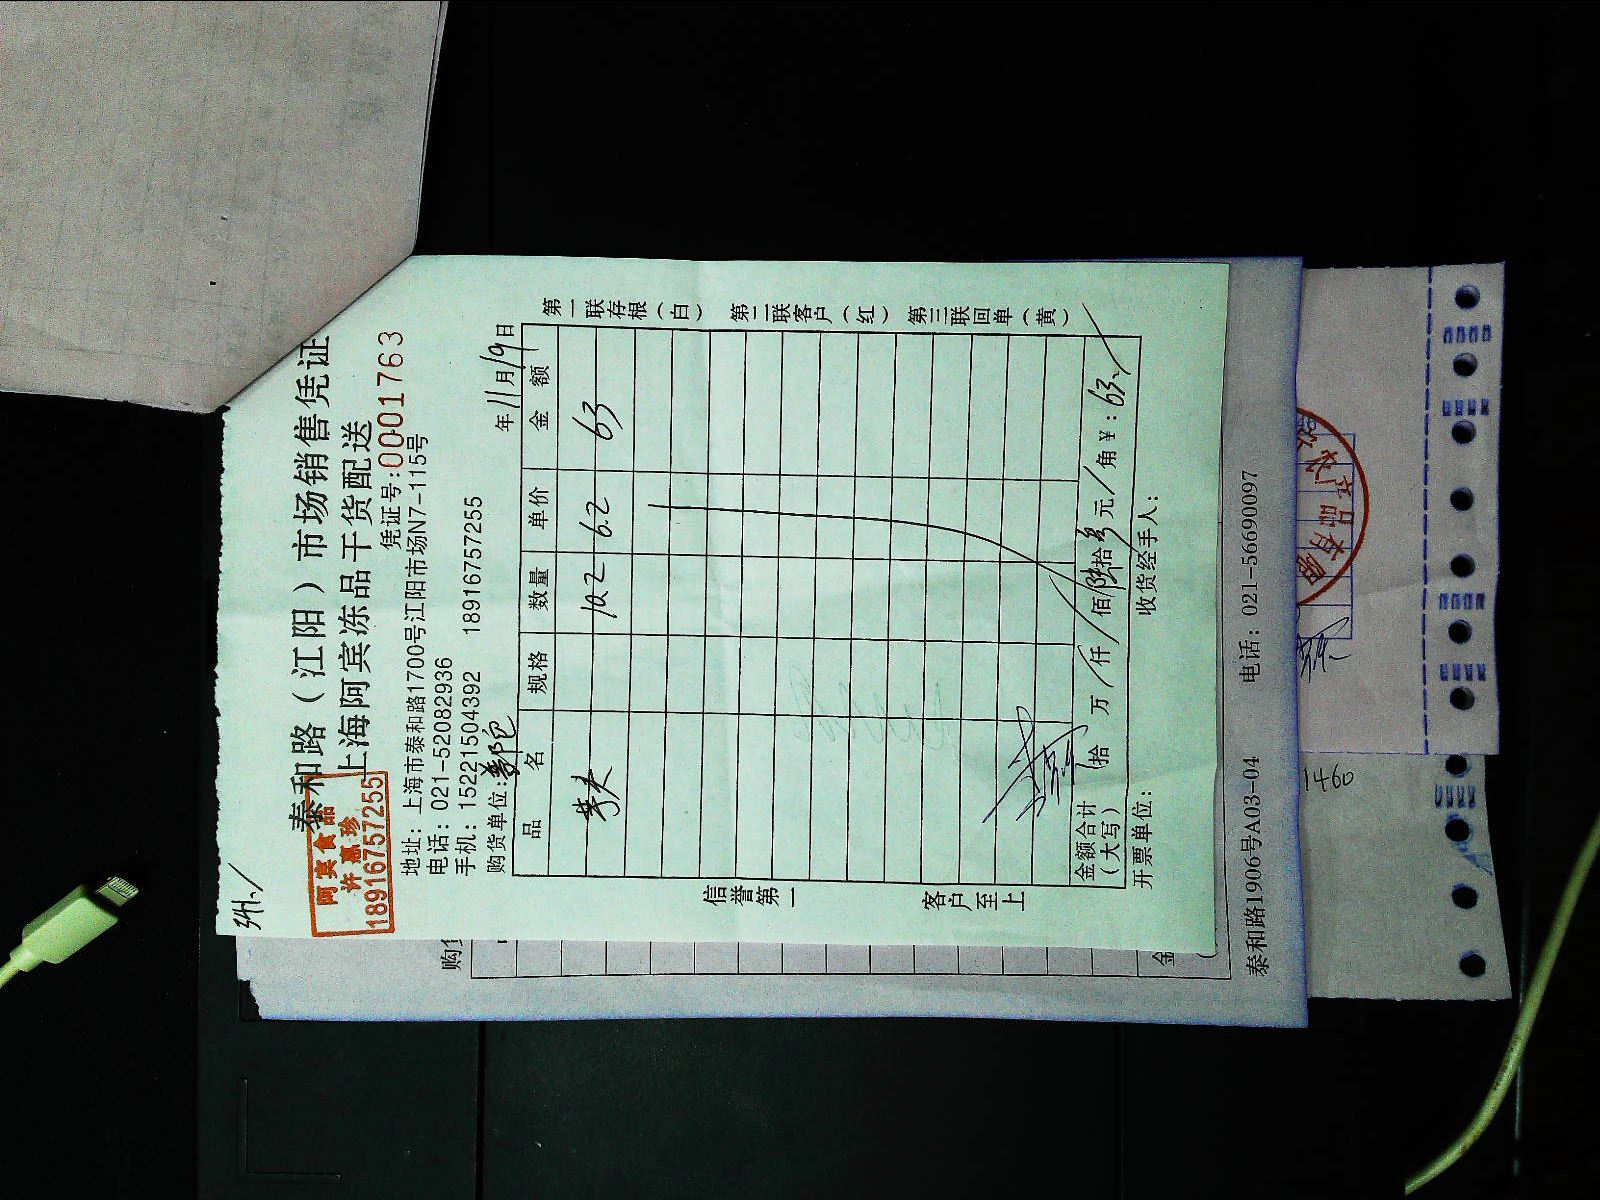 341.
泰和路（江阳）市场销售凭证
上海阿宾冻品干货配送
阿宾食品
许惠珍
18916757255
凭证号:0001763
地址：上海市泰和路1700号江阳市场N7-115号
电话：021-52082936
手机：15221504392 18916757255
购货单位:
年11月19日
品名 规格 数量 单价 金额
10.2 6.2 63
金额合计（大写） 拾 万 仟 佰 陆拾 元 角 ¥:63.
开票单位： 收货经手人：
信誉第一 客户至上
第一联存根（白） 第二联客户（红） 第三联回单（黄）
购货
金
泰和路1906号A03-04 电话：021-56690097
1460
品有限